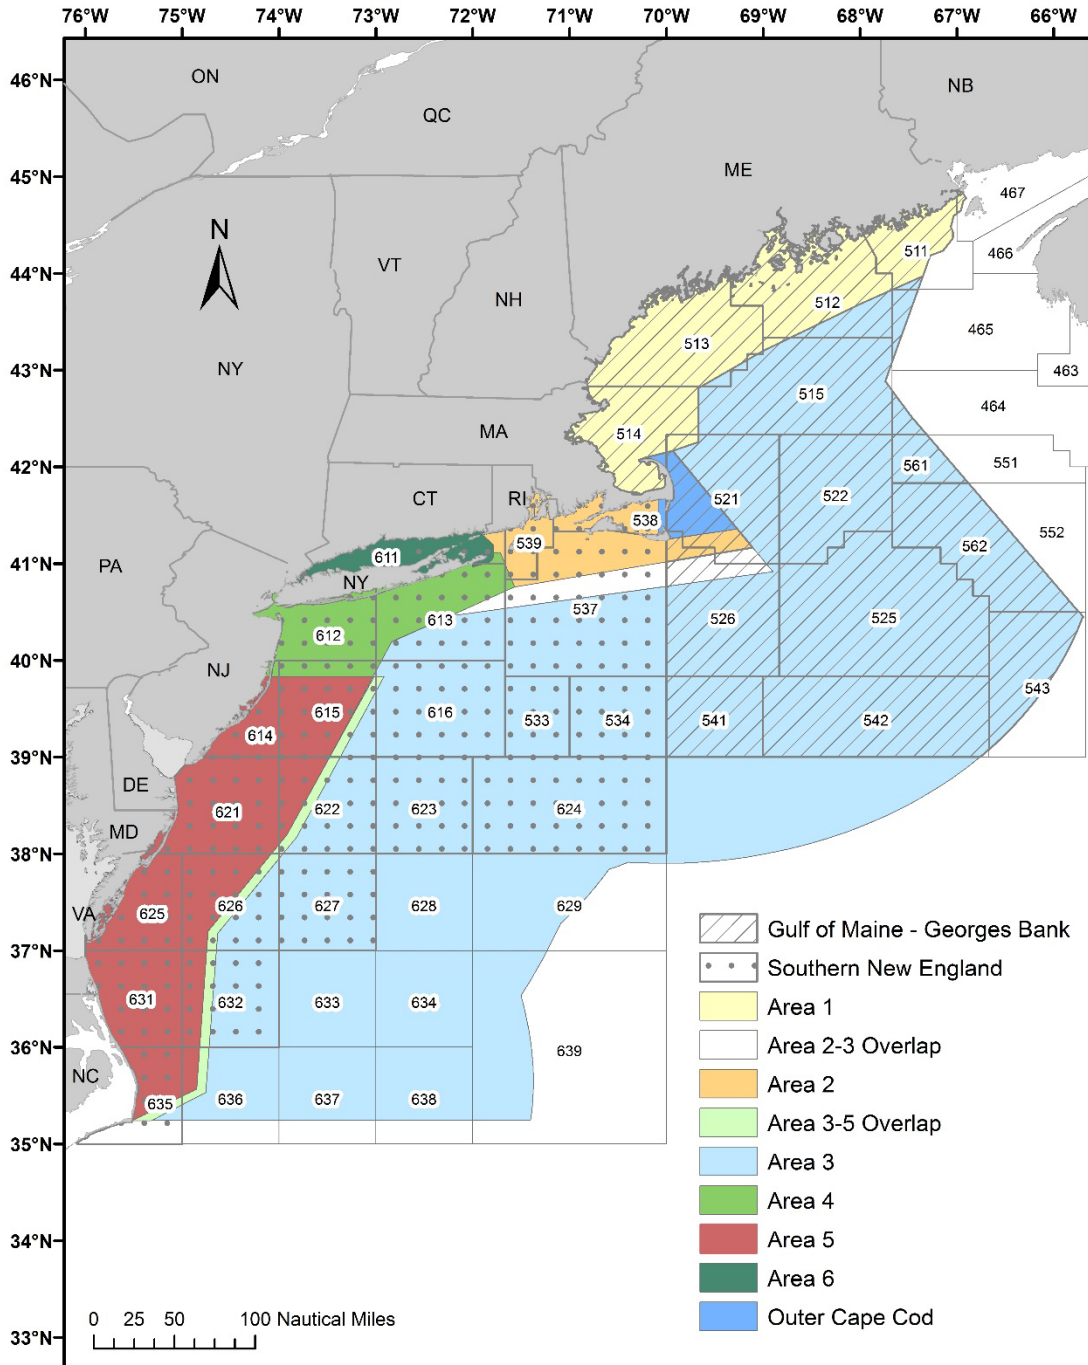 76°W 75°W 74°W 73°W 72°W 71°W 70°W 69°W 68°W 67°W 66°W
46°N
ON
NB
QC
45°N
ME
467
N
511
466
44°N
VT
NH
512
465
513
43°N
NY
463
515
464
MA
514
42°N
551
561
CT
RI
521
522
538
552
539
562
41°N
PA
611
NY
537
613
526
525
612
40°N
NJ
543
615
616
533
534
541
542
614
39°N
DE
621
622
623
624
MD
38°N
VA
625
626
627
628
629
37°N
631
632
633
634
36°N
639
NC
635
636
637
638
35°N
34°N
33°N
Gulf of Maine - Georges Bank
Southern New England
Area 1
Area 2-3 Overlap
Area 2
Area 3-5 Overlap
Area 3
Area 4
Area 5
Area 6
Outer Cape Cod
0 25 50 100 Nautical Miles